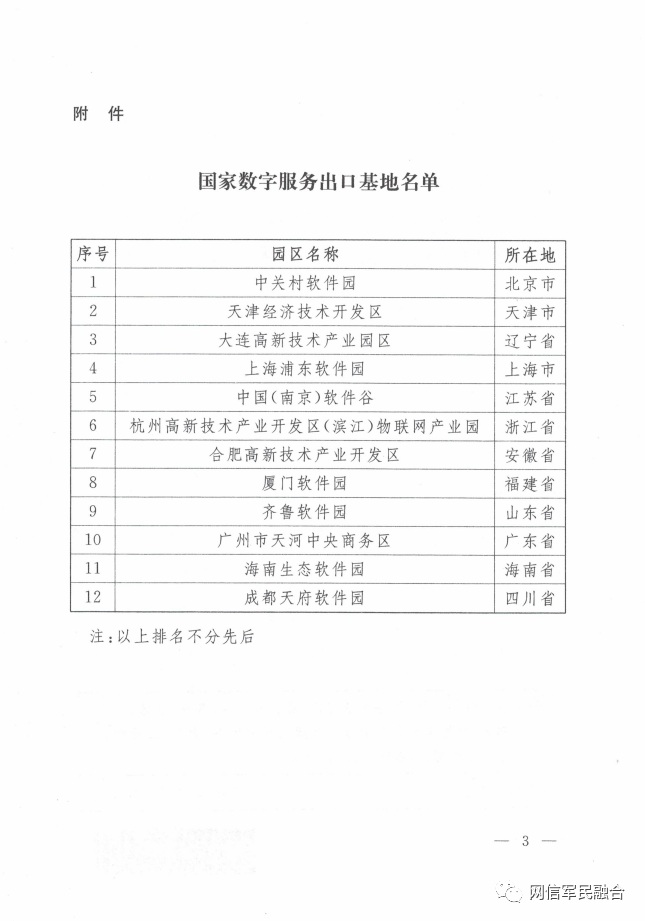 附 件
国家数字服务出口基地名单
序号 园区名称 所在地
1 中关村软件园 北京市
2 天津经济技术开发区 天津市
3 大连高新技术产业园区 辽宁省
4 上海浦东软件园 上海市
5 中国(南京)软件谷 江苏省
6 杭州高新技术产业开发区(滨江)物联网产业园 浙江省
7 合肥高新技术产业开发区 安徽省
8 厦门软件园 福建省
9 齐鲁软件园 山东省
10 广州市天河中央商务区 广东省
11 海南生态软件园 海南省
12 成都天府软件园 四川省
注:以上排名不分先后
— 3 —
网信军民融台